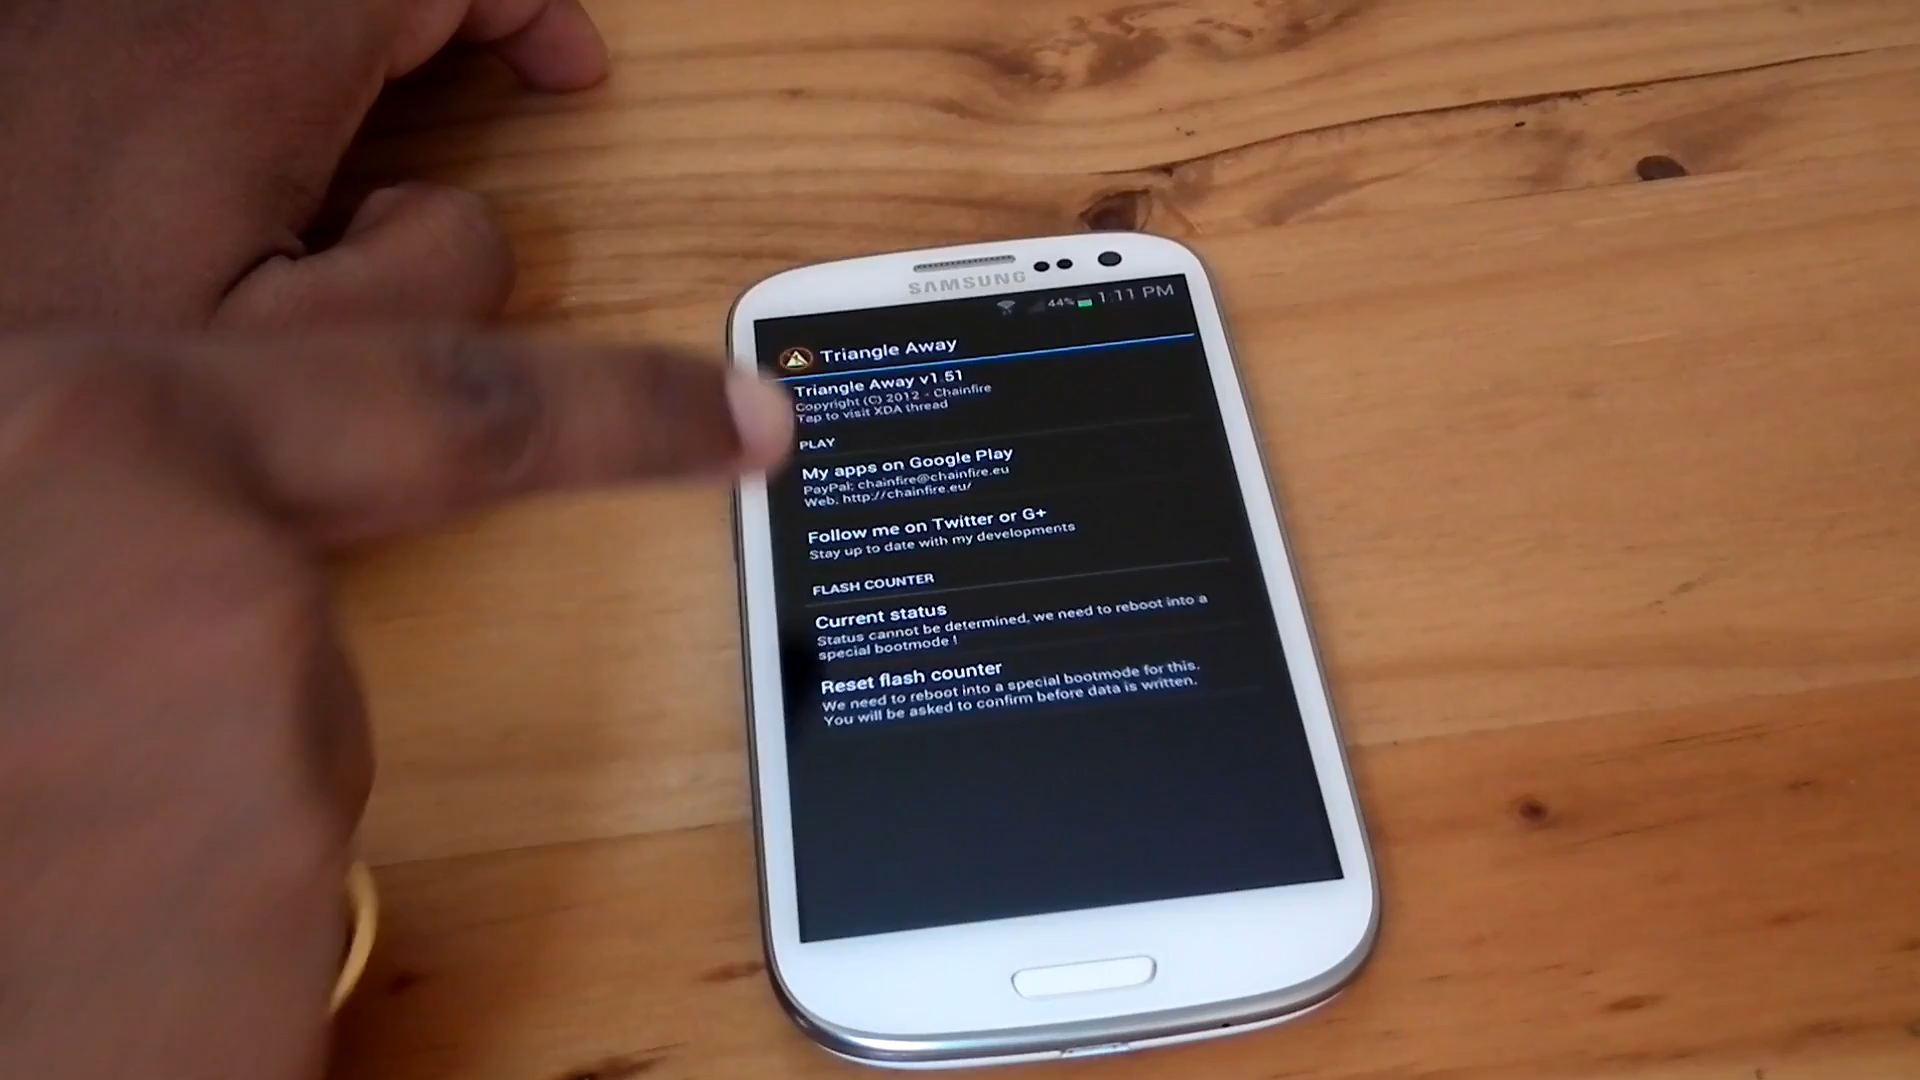 SAMSUNG
44% 1:11 PM
Triangle Away
Triangle Away v1.51
Copyright (C) 2012 - Chainfire
Tap to visit XDA thread
PLAY
My apps on Google Play
PayPal: chainfire@chainfire.eu
Web: http://chainfire.eu/
Follow me on Twitter or G+
Stay up to date with my developments
FLASH COUNTER
Current status
Status cannot be determined, we need to reboot into a
special bootmode !
Reset flash counter
We need to reboot into a special bootmode for this.
You will be asked to confirm before data is written.